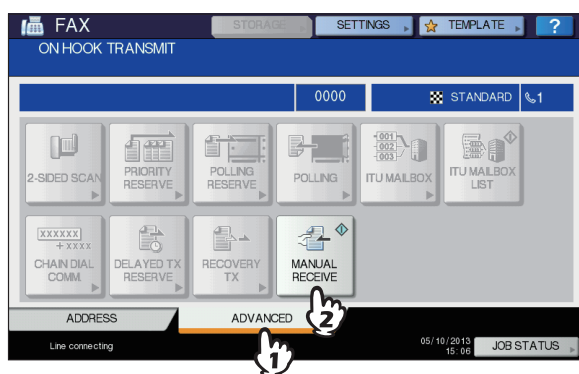 FAX STORAGE SETTINGS TEMPLATE ?
ON HOOK TRANSMIT
0000 STANDARD 1
2-SIDED SCAN
PRIORITY RESERVE
POLLING RESERVE
POLLING
001 002 003
ITU MAILBOX
ITU MAILBOX LIST
XXXXXX
+XXXX
CHAIN DIAL COMM.
DELAYED TX RESERVE
RECOVERY TX
MANUAL RECEIVE
2
ADDRESS ADVANCED
1
Line connecting
05/10/2013
15:06
JOB STATUS